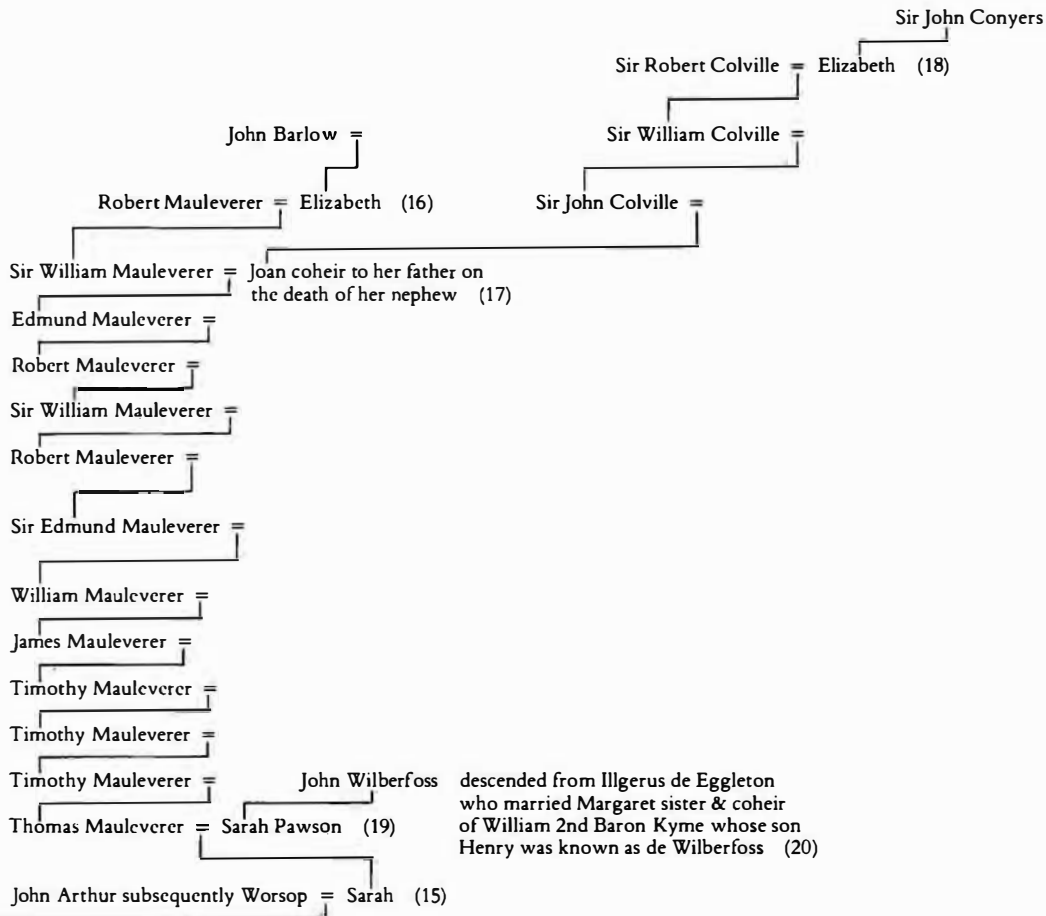 Sir John Conyers
Sir Robert Colville = Elizabeth (18)
John Barlow =
Sir William Colville =
Robert Mauleverer = Elizabeth (16)
Sir John Colville =
Sir William Mauleverer = Joan coheir to her father on
the death of her nephew (17)
Edmund Mauleverer =
Robert Mauleverer =
Sir William Mauleverer =
Robert Mauleverer =
Sir Edmund Mauleverer =
William Mauleverer =
James Mauleverer =
Timothy Mauleverer =
Timothy Mauleverer =
Timothy Mauleverer =
John Wilberfoss descended from Illgerus de Eggleton
who married Margaret sister & coheir
Thomas Mauleverer = Sarah Pawson (19)
of William 2nd Baron Kyme whose son
Henry was known as de Wilberfoss (20)
John Arthur subsequently Worsop = Sarah (15)